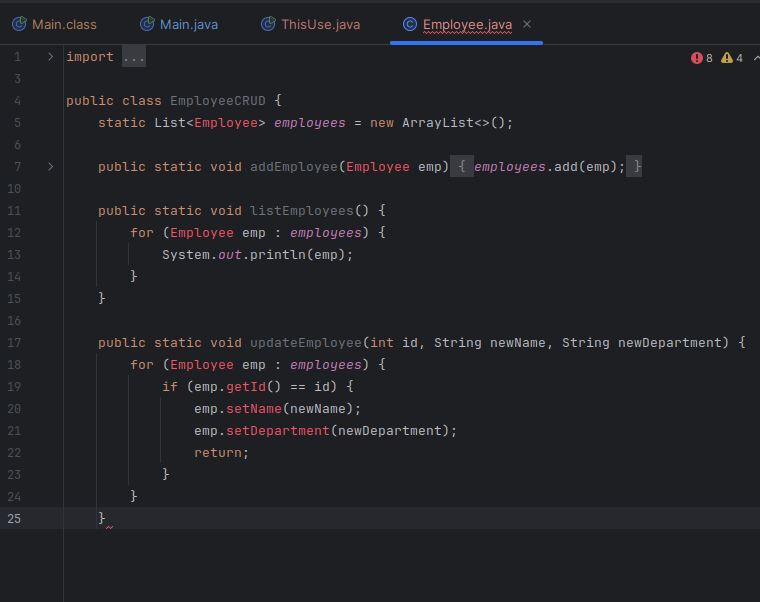 Main.class Main.java ThisUse.java Employee.java
1 import ... 8 4
3
4 public class EmployeeCRUD {
5 static List<Employee> employees = new ArrayList<>();
6
7 public static void addEmployee(Employee emp) { employees.add(emp); }
10
11 public static void listEmployees() {
12 for (Employee emp : employees) {
13 System.out.println(emp);
14 }
15 }
16
17 public static void updateEmployee(int id, String newName, String newDepartment) {
18 for (Employee emp : employees) {
19 if (emp.getId() == id) {
20 emp.setName(newName);
21 emp.setDepartment(newDepartment);
22 return;
23 }
24 }
25 }